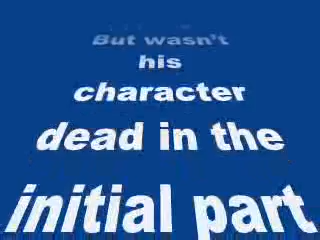 But wasn't
his
character
dead in the
initial part